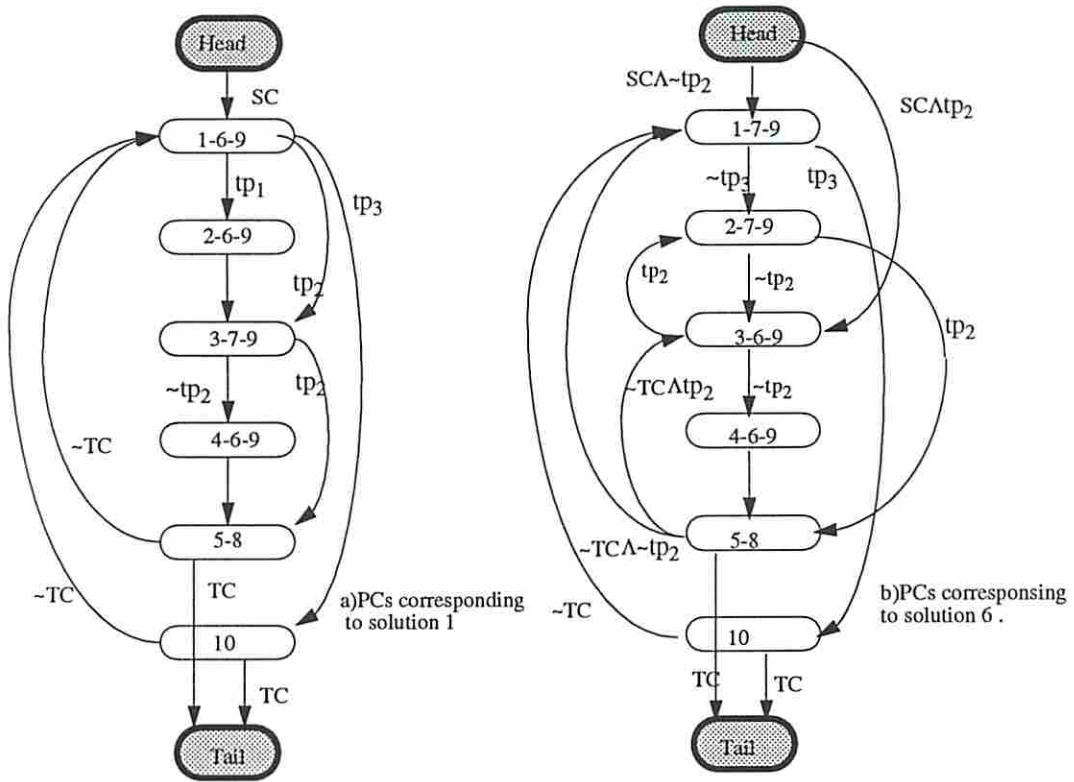 Head
SC
1-6-9
tp1
tp3
2-6-9
tp2
3-7-9
~tp2
tp2
~TC
4-6-9
5-8
TC
~TC
a)PCs corresponding
to solution 1
10
TC
Tail
Head
SCΛ~tp2
SCΛtp2
1-7-9
~tp3
tp3
2-7-9
tp2
~tp2
tp2
3-6-9
~TCΛtp2
~tp2
4-6-9
~TCΛ~tp2
5-8
~TC
b)PCs corresponsing
to solution 6 .
10
TC
TC
Tail